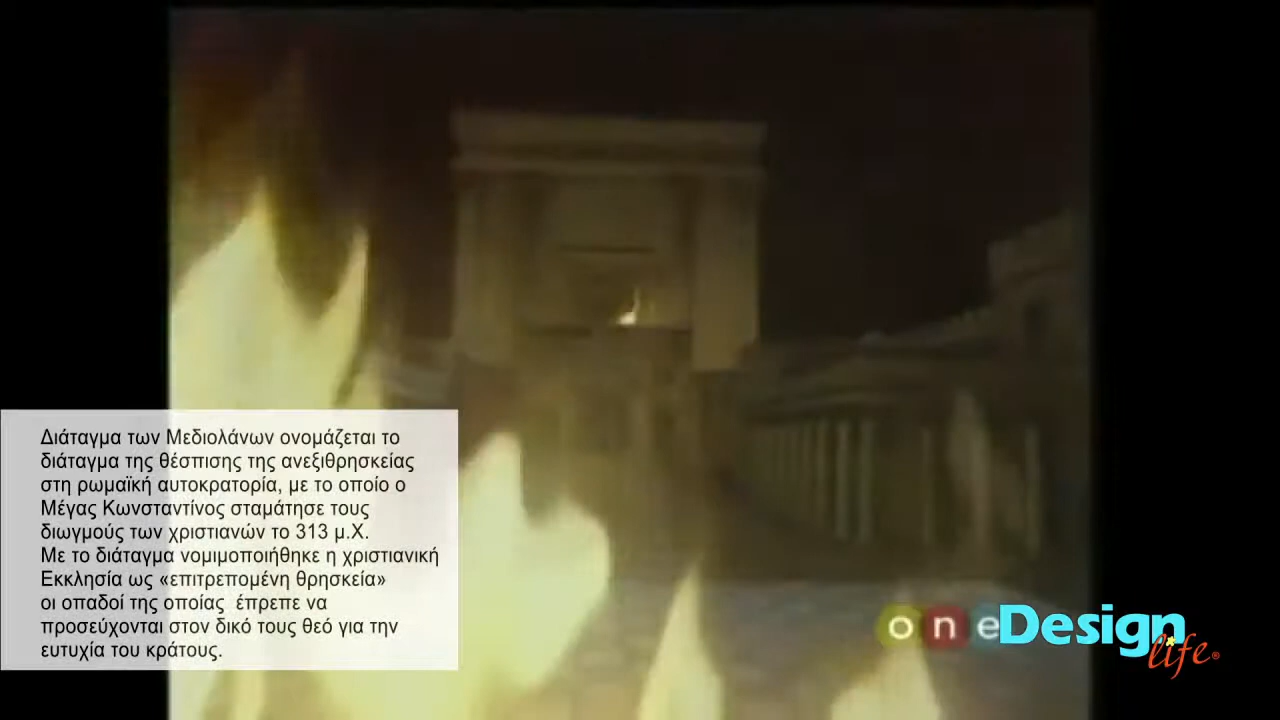 Διάταγμα των Μεδιολάνων ονομάζεται το
διάταγμα της θέσπισης της ανεξιθρησκείας
στη ρωμαϊκή αυτοκρατορία, με το οποίο ο
Μέγας Κωνσταντίνος σταμάτησε τους
διωγμούς των χριστιανών το 313 μ.Χ.
Με το διάταγμα νομιμοποιήθηκε η χριστιανική
Εκκλησία ως «επιτρεπομένη θρησκεία»
οι οπαδοί της οποίας  έπρεπε να
προσεύχονται στον δικό τους θεό για την
ευτυχία του κράτους.
one Design
life®